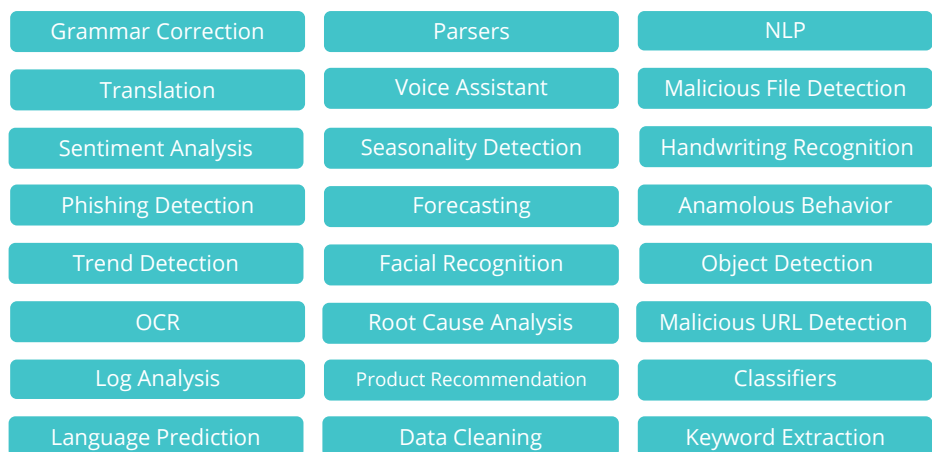 Grammar Correction
Parsers
NLP
Translation
Voice Assistant
Malicious File Detection
Sentiment Analysis
Seasonality Detection
Handwriting Recognition
Phishing Detection
Forecasting
Anamolous Behavior
Trend Detection
Facial Recognition
Object Detection
OCR
Root Cause Analysis
Malicious URL Detection
Log Analysis
Product Recommendation
Classifiers
Language Prediction
Data Cleaning
Keyword Extraction